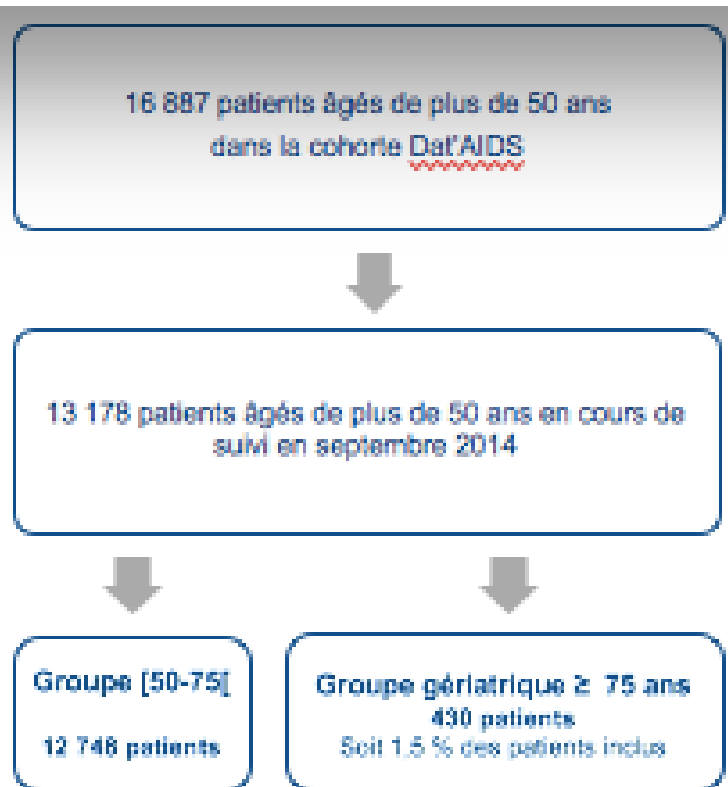 16 887 patients âgés de plus de 50 ans
dans la cohorte Dat'AIDS
13 178 patients âgés de plus de 50 ans en cours de
suivi en septembre 2014
Groupe [50-75[
12 748 patients
Groupe gériatrique ≥ 75 ans
430 patients
Soit 1,5 % des patients inclus